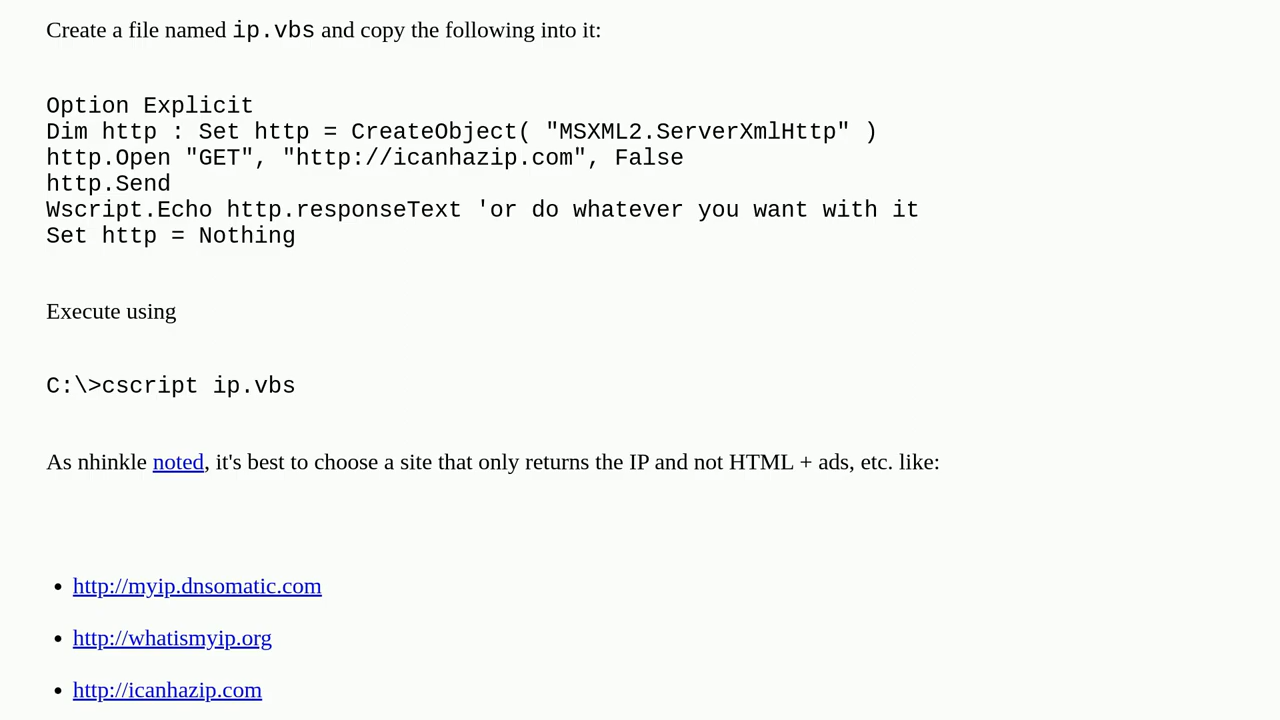 Create a file named ip.vbs and copy the following into it:
Option Explicit
Dim http : Set http = CreateObject( "MSXML2.ServerXmlHttp" )
http.Open "GET", "http://icanhazip.com", False
http.Send
Wscript.Echo http.responseText 'or do whatever you want with it
Set http = Nothing
Execute using
C:\>cscript ip.vbs
As nhinkle noted, it's best to choose a site that only returns the IP and not HTML + ads, etc. like:
• http://myip.dnsomatic.com
• http://whatismyip.org
• http://icanhazip.com